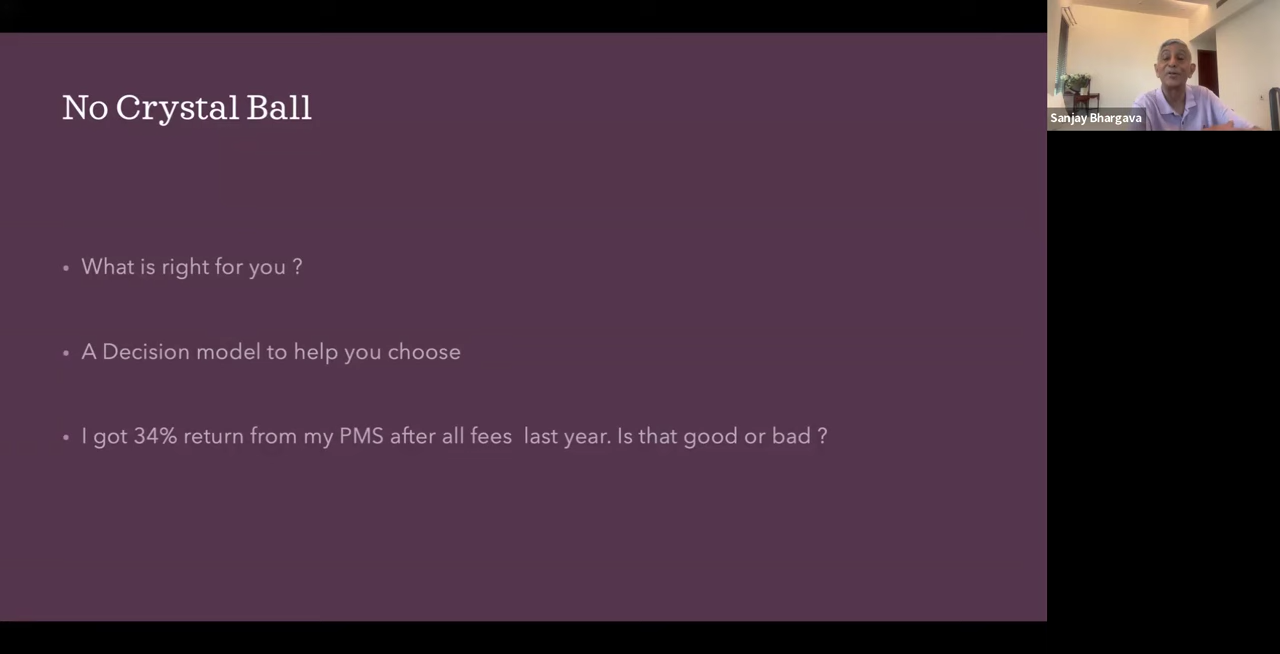 No Crystal Ball
Sanjay Bhargava
• What is right for you ?
• A Decision model to help you choose
• I got 34% return from my PMS after all fees  last year. Is that good or bad ?